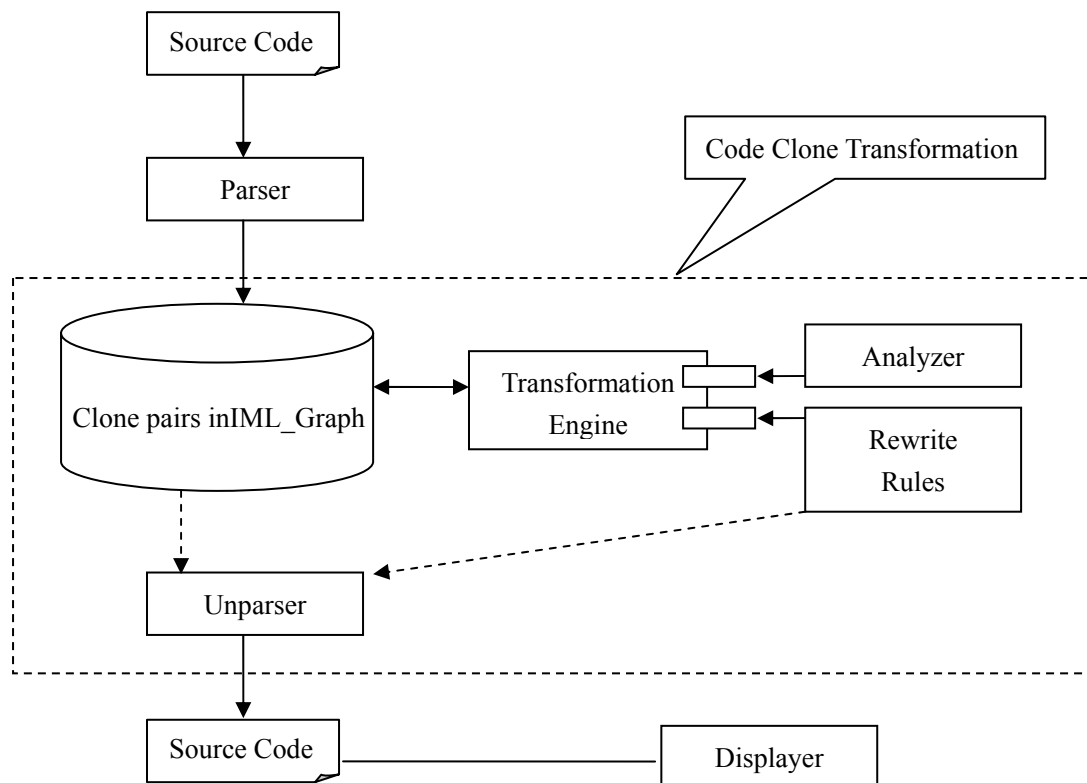 Source Code
Code Clone Transformation
Parser
Analyzer
Transformation
Engine
Clone pairs inIML_Graph
Rewrite
Rules
Unparser
Source Code
Displayer